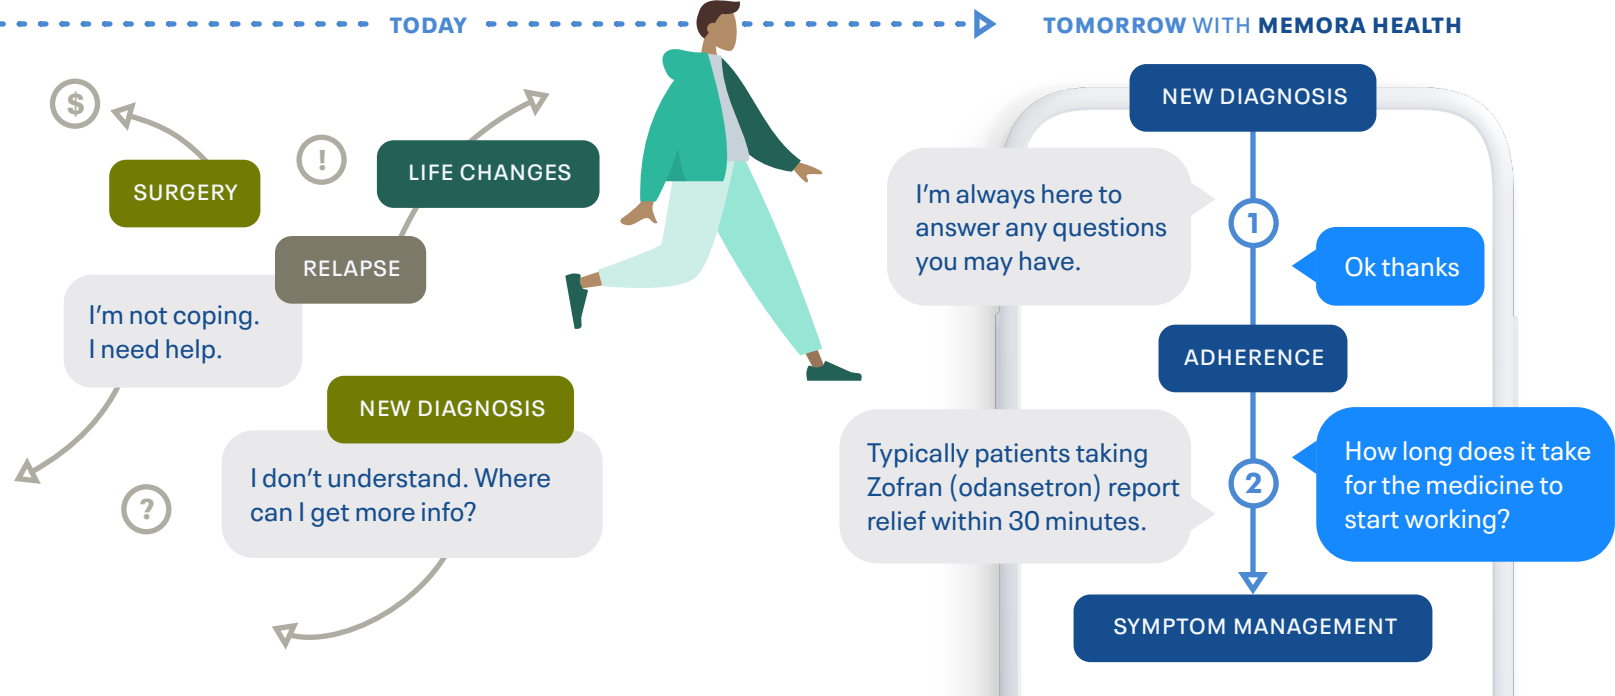 TODAY
TOMORROW WITH MEMORA HEALTH
$
!
SURGERY
LIFE CHANGES
RELAPSE
I'm not coping.
I need help.
NEW DIAGNOSIS
I don't understand. Where
can I get more info?
?
NEW DIAGNOSIS
I'm always here to
answer any questions
you may have.
1
Ok thanks
ADHERENCE
How long does it take
for the medicine to
start working?
2
Typically patients taking
Zofran (odansetron) report
relief within 30 minutes.
SYMPTOM MANAGEMENT